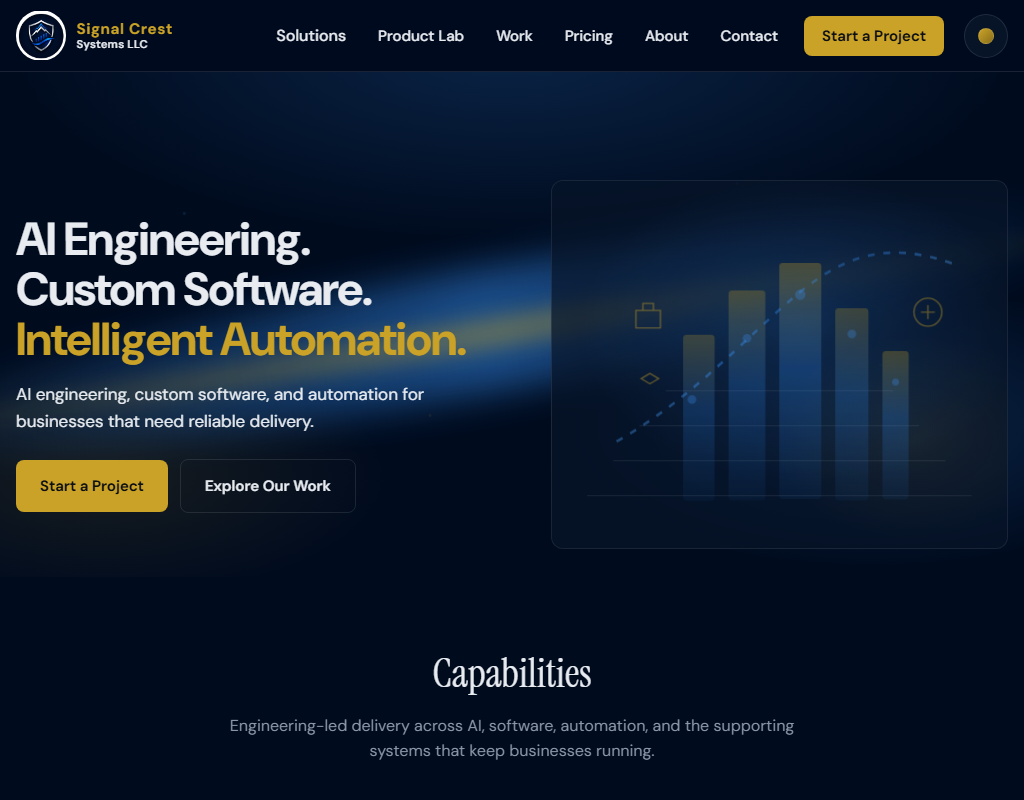 Signal Crest
Systems LLC
Solutions
Product Lab
Work
Pricing
About
Contact
Start a Project
AI Engineering.
Custom Software.
Intelligent Automation.
AI engineering, custom software, and automation for
businesses that need reliable delivery.
Start a Project
Explore Our Work
Capabilities
Engineering-led delivery across AI, software, automation, and the supporting
systems that keep businesses running.